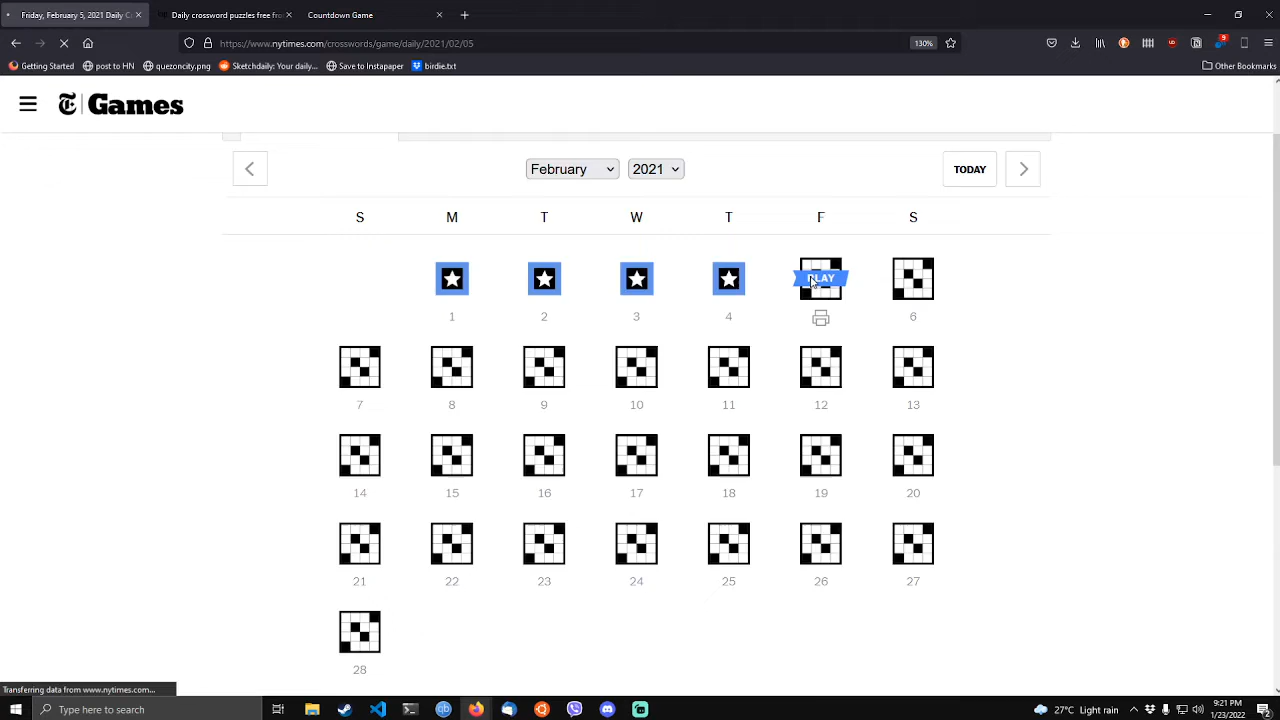 Friday, February 5, 2021 Daily C
Daily crossword puzzles free fro
Countdown Game
https://www.nytimes.com/crosswords/game/daily/2021/02/05
130%
Getting Started
post to HN
quezoncity.png
Sketchdaily: Your daily...
Save to Instapaper
birdie.txt
Other Bookmarks
T Games
February
2021
TODAY
S M T W T F S
PLAY
1 2 3 4 6
7 8 9 10 11 12 13
14 15 16 17 18 19 20
21 22 23 24 25 26 27
28
Transferring data from www.nytimes.com...
Type here to search
27°C Light rain
9:21 PM
1/23/2022